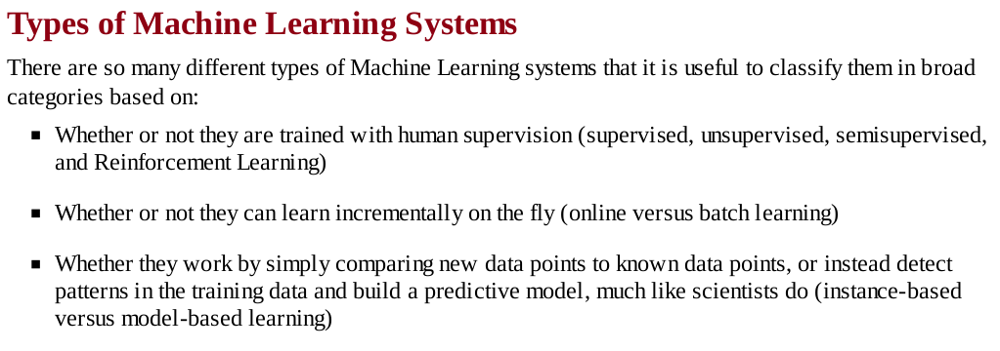 Types of Machine Learning Systems
There are so many different types of Machine Learning systems that it is useful to classify them in broad
categories based on:
▪ Whether or not they are trained with human supervision (supervised, unsupervised, semisupervised,
and Reinforcement Learning)
▪ Whether or not they can learn incrementally on the fly (online versus batch learning)
▪ Whether they work by simply comparing new data points to known data points, or instead detect
patterns in the training data and build a predictive model, much like scientists do (instance-based
versus model-based learning)